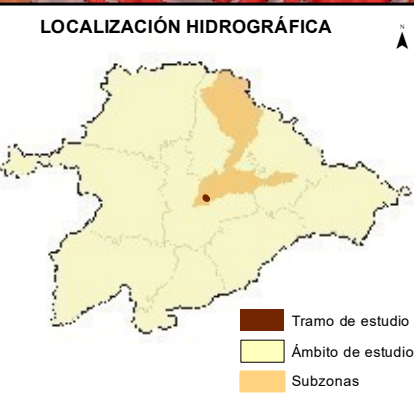 LOCALIZACIÓN HIDROGRÁFICA
N
Tramo de estudio
Ámbito de estudio
Subzonas